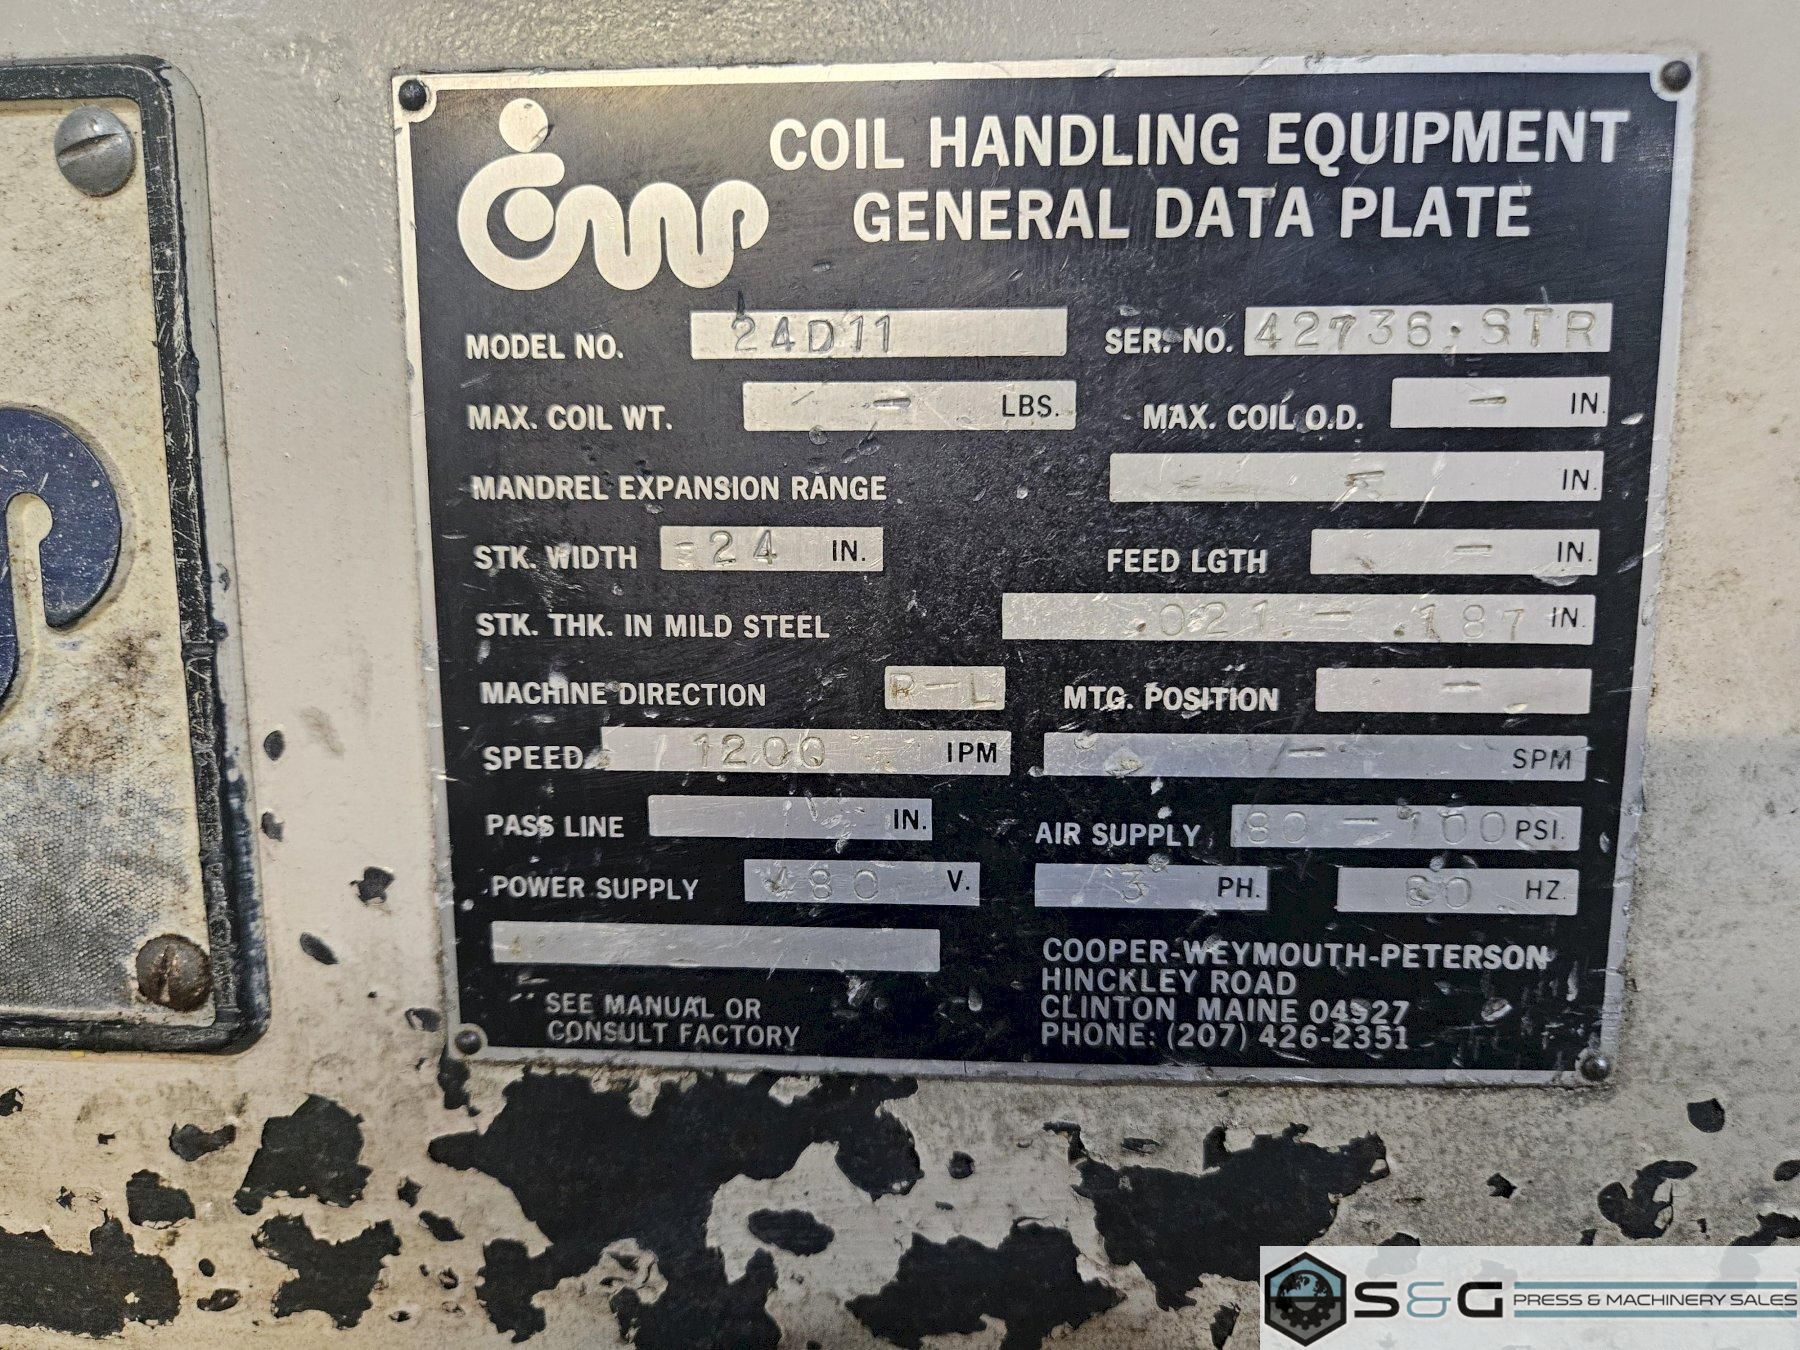 cwp
COIL HANDLING EQUIPMENT
GENERAL DATA PLATE
MODEL NO. 24D11 SER. NO. 42736-STR
MAX. COIL WT. - LBS. MAX. COIL O.D. - IN.
MANDREL EXPANSION RANGE - IN.
STK. WIDTH -24 IN. FEED LGTH - IN.
STK. THK. IN MILD STEEL .021 - .187 IN.
MACHINE DIRECTION R-L MTG. POSITION -
SPEED 1200 IPM - SPM
PASS LINE IN. AIR SUPPLY 80-100 PSI.
POWER SUPPLY 480 V. 3 PH. 60 HZ.
SEE MANUAL OR
CONSULT FACTORY
COOPER-WEYMOUTH-PETERSON
HINCKLEY ROAD
CLINTON MAINE 04927
PHONE: (207) 426-2351
S&G PRESS & MACHINERY SALES